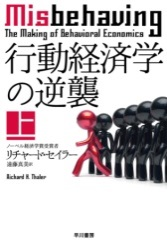 Misbehaving
The Making of Behavioral Economics
行動経済学
の逆襲
上
ノーベル経済学賞受賞者
リチャード・セイラー
遠藤真美訳
Richard H. Thaler
早川書房